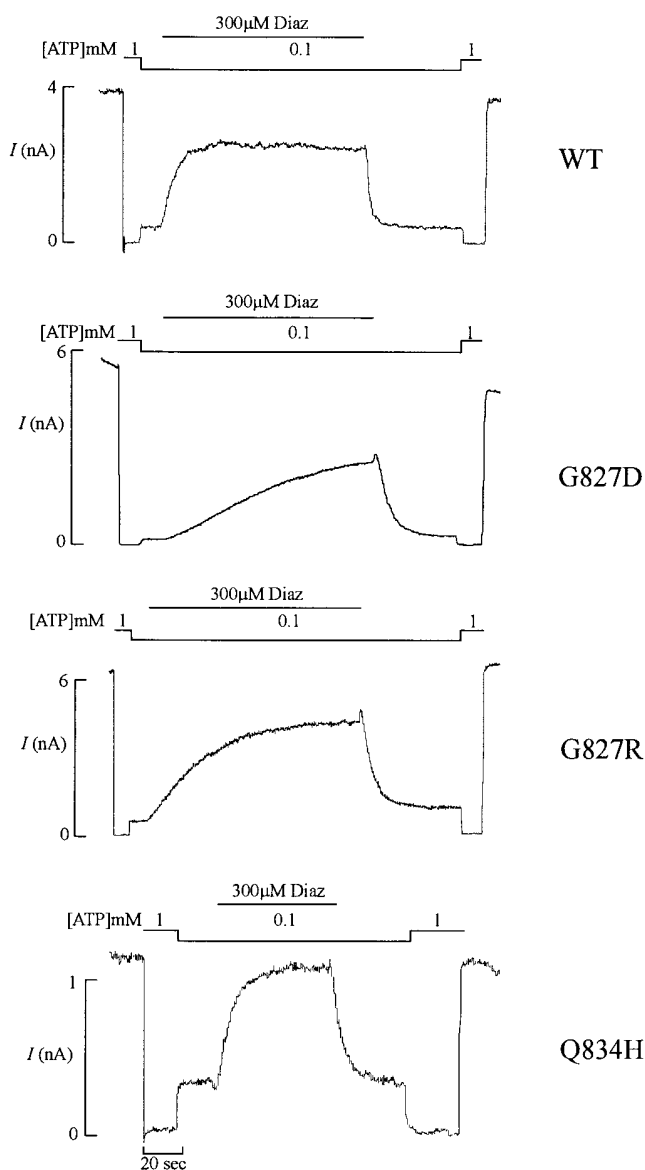 300µM Diaz
[ATP]mM 1 0.1 1
4
I (nA)
0
WT
300µM Diaz
[ATP]mM 1 0.1 1
6
I (nA)
0
G827D
300µM Diaz
[ATP]mM 1 0.1 1
6
I (nA)
0
G827R
300µM Diaz
[ATP]mM 1 0.1 1
1
I (nA)
0
Q834H
20 sec